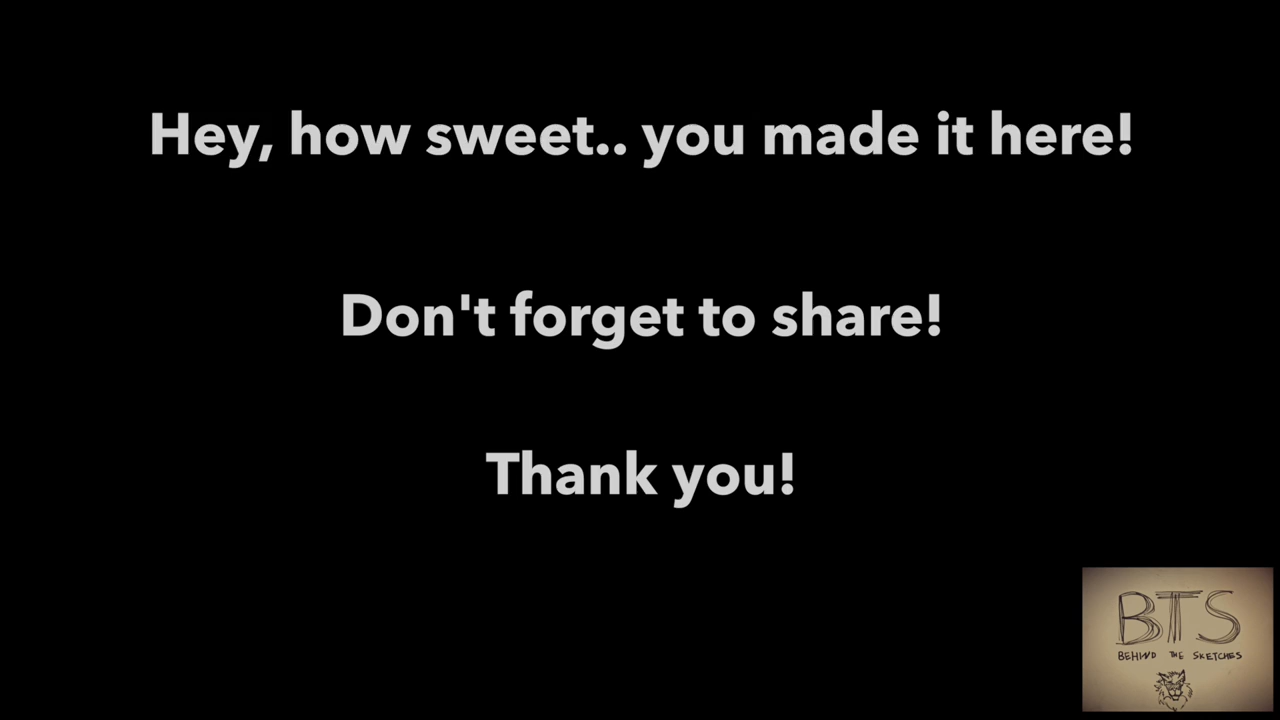 Hey, how sweet.. you made it here!
Don't forget to share!
Thank you!
BTS
BEHIND THE SKETCHES